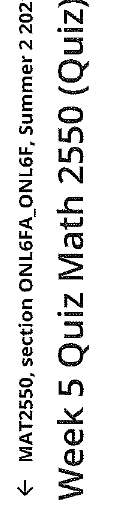 ← MAT2550, section ONL6FA_ONL6F, Summer 2 202
Week 5 Quiz Math 2550 (Quiz)